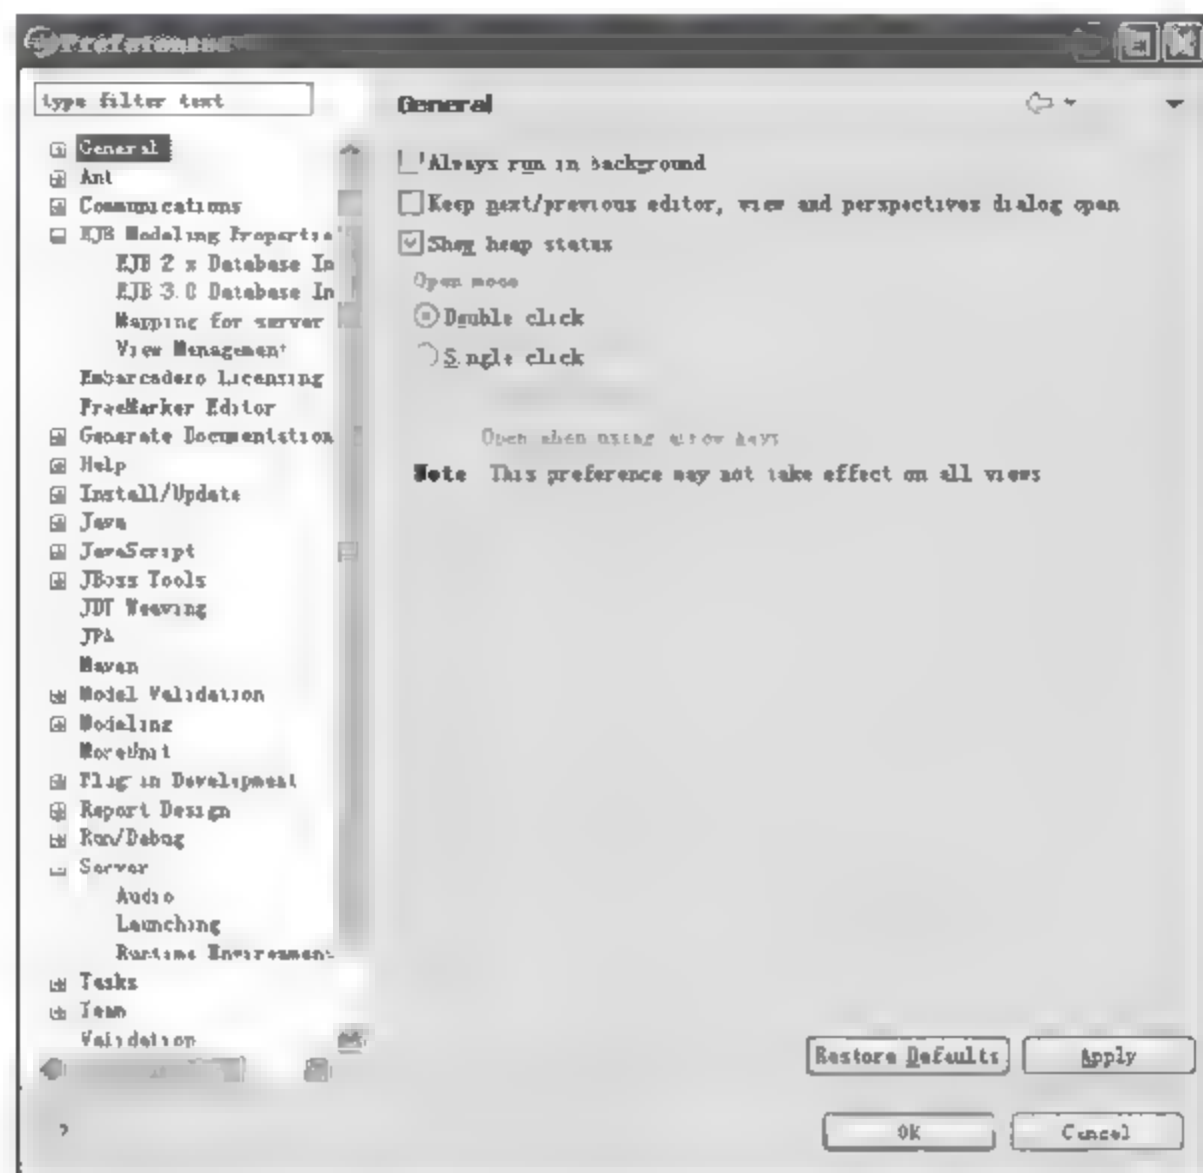 Preferences
type filter text
General
General
Ant
Communications
EJB Modeling Propertie
EJB 2 x Database In
EJB 3.0 Database In
Mapping for server
View Management
Embarcadero Licensing
FreeMarker Editor
Generate Documentation
Help
Install/Update
Java
JavaScript
JBoss Tools
JDT Weaving
JPA
Maven
Model Validation
Modeling
MoreUnit
Plug in Development
Report Design
Run/Debug
Server
Audio
Launching
Runtime Environment
Tasks
Team
Validation
Always run in background
Keep next/previous editor, view and perspectives dialog open
Show heap status
Open mode
Double click
Single click
Open when using arrow keys
Note This preference may not take effect on all views
Restore Defaults
Apply
?
OK
Cancel